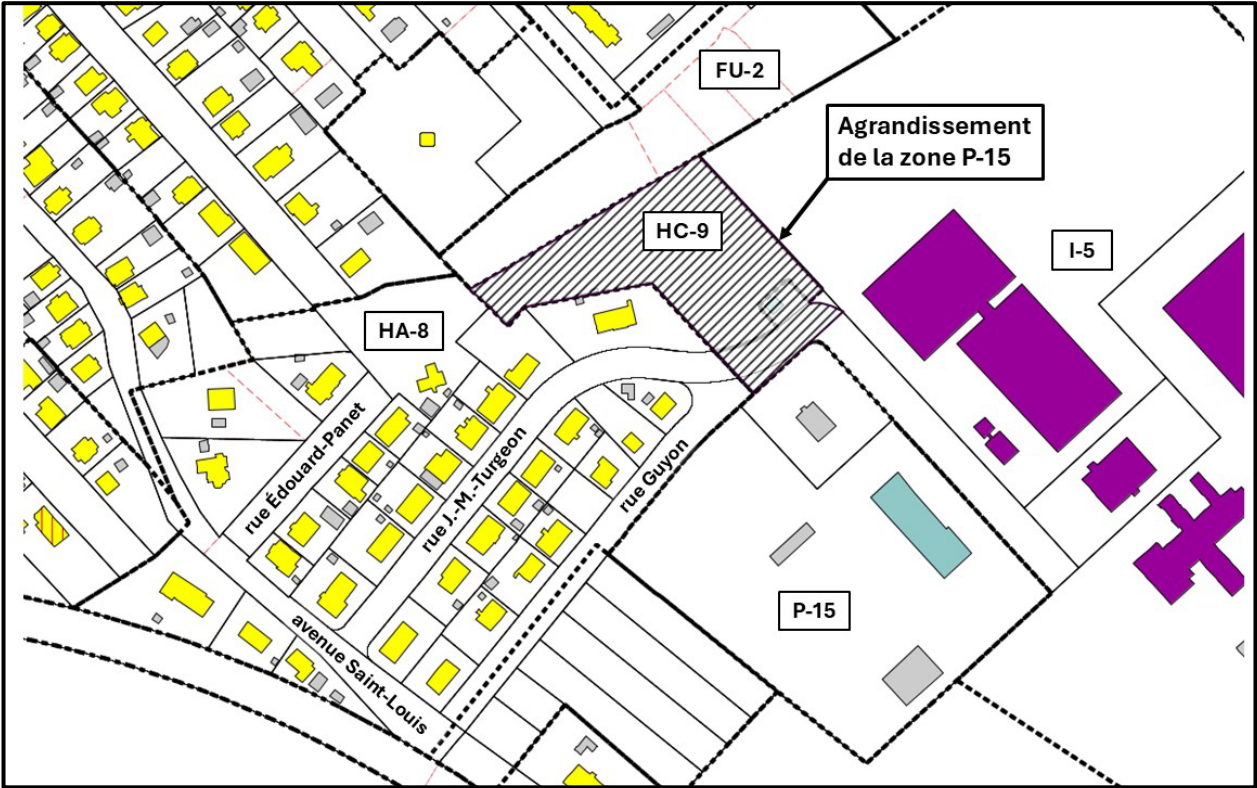 FU-2
Agrandissement
de la zone P-15
HC-9
I-5
HA-8
rue Édouard-Panet
rue J.-M.-Turgeon
rue Guyon
P-15
avenue Saint-Louis